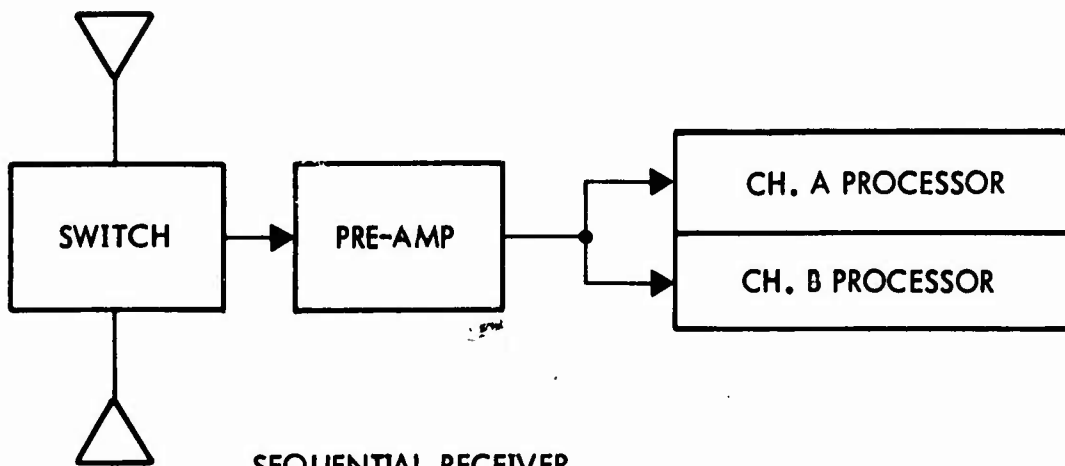 SWITCH
PRE-AMP
CH. A PROCESSOR
CH. B PROCESSOR
SEQUENTIAL RECEIVER